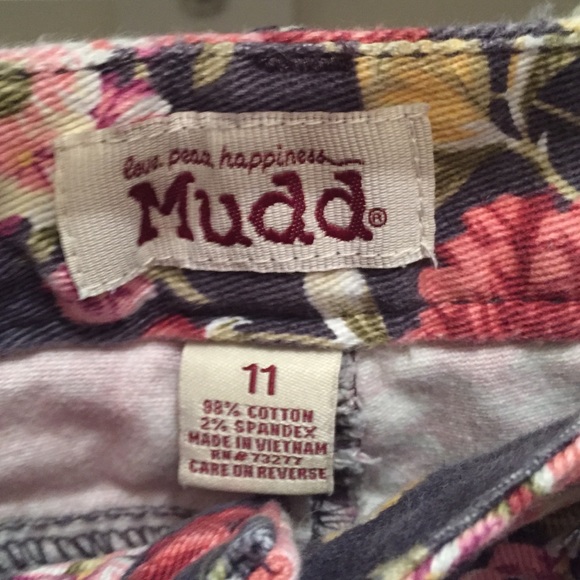 love. peace. happiness.
Mudd®
11
98% COTTON
2% SPANDEX
MADE IN VIETNAM
RN# 73277
CARE ON REVERSE